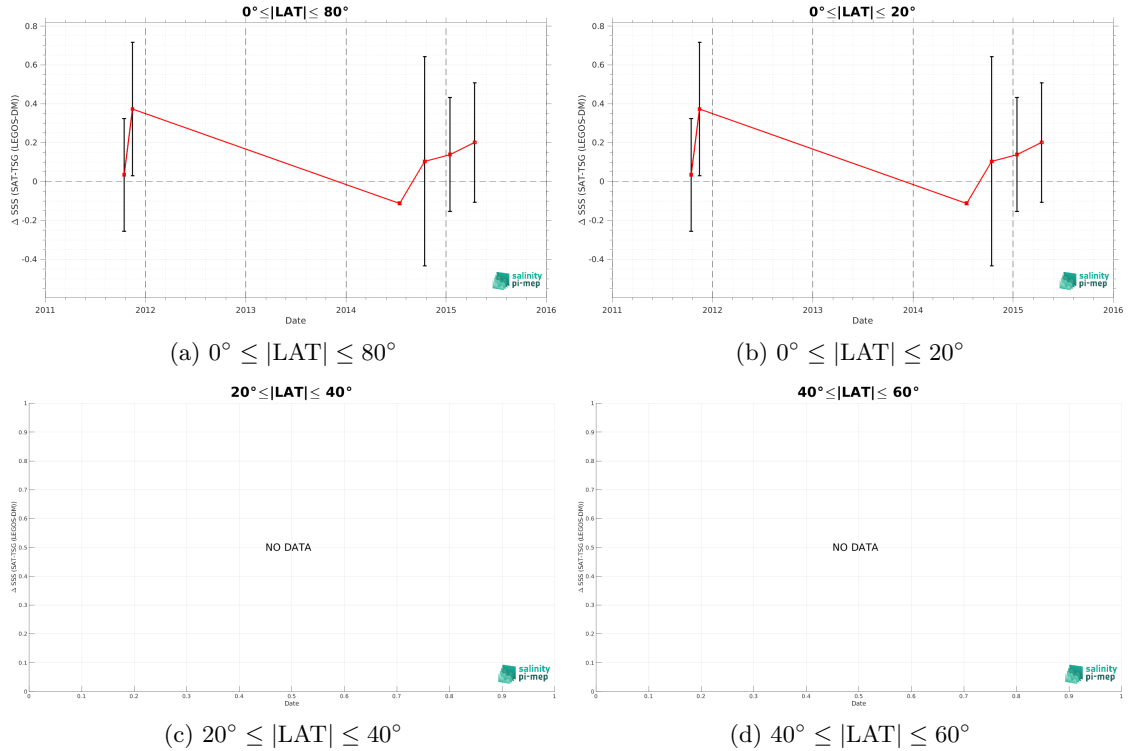 0°≤|LAT|≤ 80°
Δ SSS (SAT-TSG (LEGOS-DM))
0.8
0.6
0.4
0.2
0
-0.2
-0.4
2011 2012 2013 2014 2015 2016
Date
salinity
pi-mep
(a) 0° ≤ |LAT| ≤ 80°
0°≤|LAT|≤ 20°
Δ SSS (SAT-TSG (LEGOS-DM))
0.8
0.6
0.4
0.2
0
-0.2
-0.4
2011 2012 2013 2014 2015 2016
Date
salinity
pi-mep
(b) 0° ≤ |LAT| ≤ 20°
20°≤|LAT|≤ 40°
Δ SSS (SAT-TSG (LEGOS-DM))
1
0.9
0.8
0.7
0.6
0.5
0.4
0.3
0.2
0.1
0
NO DATA
0 0.1 0.2 0.3 0.4 0.5 0.6 0.7 0.8 0.9 1
Date
salinity
pi-mep
(c) 20° ≤ |LAT| ≤ 40°
40°≤|LAT|≤ 60°
Δ SSS (SAT-TSG (LEGOS-DM))
1
0.9
0.8
0.7
0.6
0.5
0.4
0.3
0.2
0.1
0
NO DATA
0 0.1 0.2 0.3 0.4 0.5 0.6 0.7 0.8 0.9 1
Date
salinity
pi-mep
(d) 40° ≤ |LAT| ≤ 60°